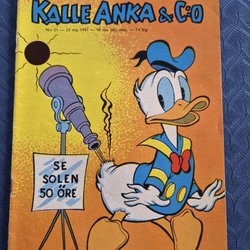 KALLE ANKA & C:O
SE
SOLEN
50 ÖRE